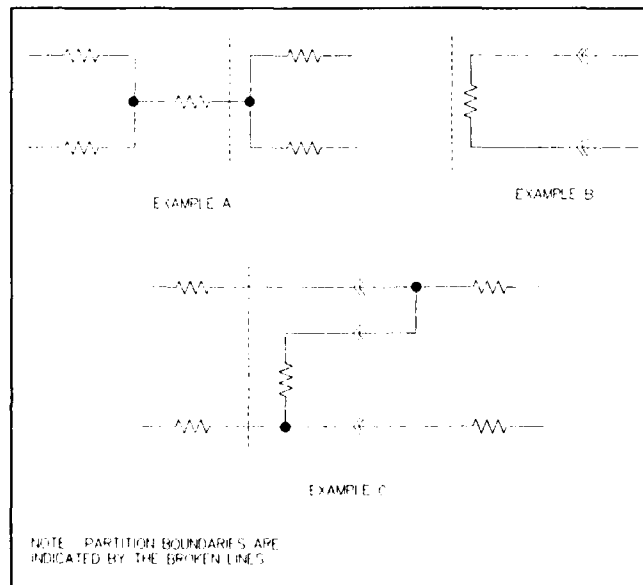 EXAMPLE A
EXAMPLE B
EXAMPLE C
NOTE: PARTITION BOUNDARIES ARE
INDICATED BY THE BROKEN LINES